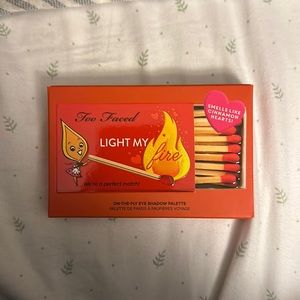 Too Faced
LIGHT MY
fire
we're a perfect match!
SMELLS LIKE
CINNAMON
HEARTS!
ON-THE-FLY EYE SHADOW PALETTE
PALETTE DE FARDS À PAUPIÈRES VOYAGE